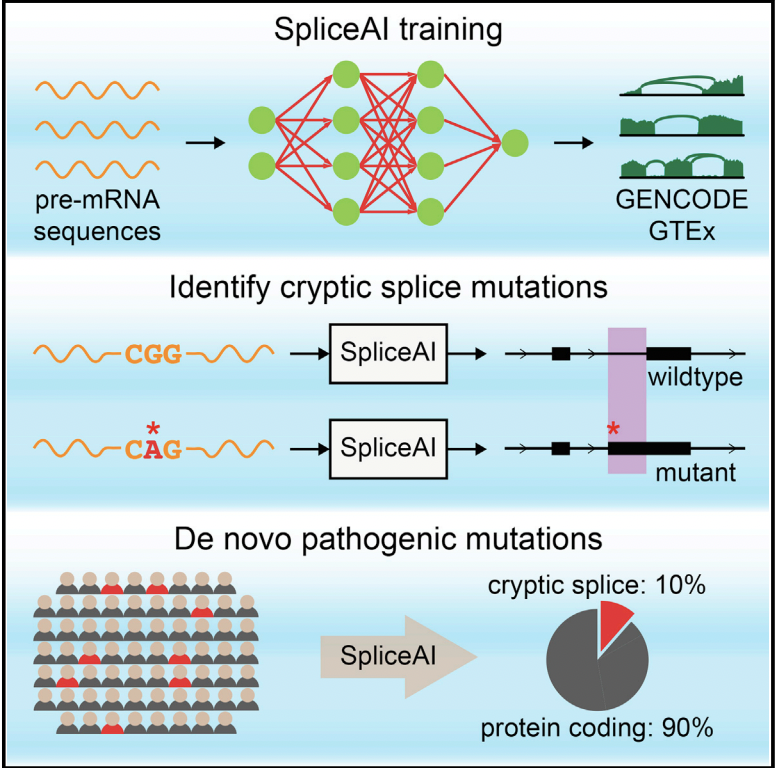 SpliceAI training
pre-mRNA
sequences
GENCODE
GTEx
Identify cryptic splice mutations
CGG
SpliceAI
wildtype
*
CAG
SpliceAI
*
mutant
De novo pathogenic mutations
SpliceAI
cryptic splice: 10%
protein coding: 90%